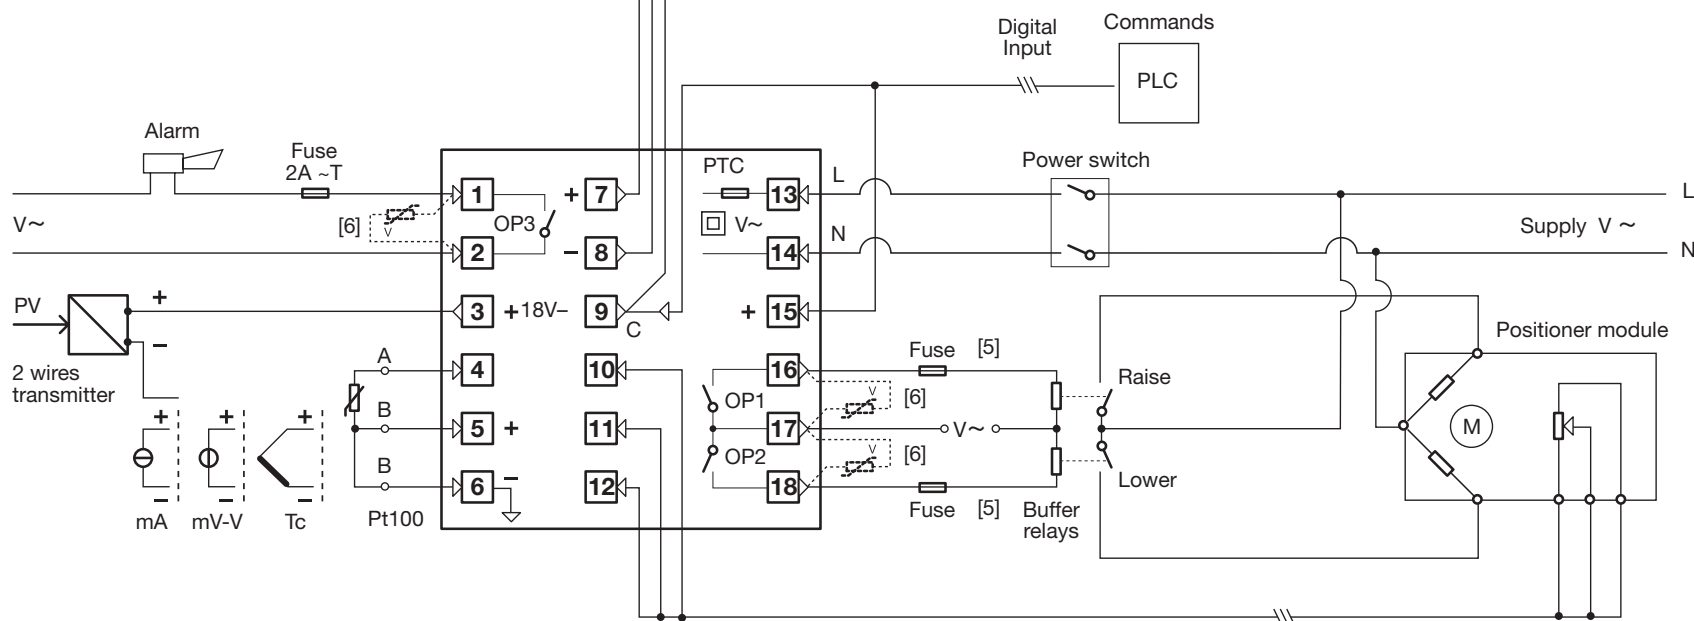 Digital
Input
Commands
PLC
Alarm
Fuse
2A ~T
PTC
Power switch
1
+
7
13
L
L
[6]
V
OP3
V~
V~
Supply V ~
2
–
8
14
N
N
PV
+
–
3
+18V–
9
C
+
15
2 wires
transmitter
A
4
10
16
Fuse [5]
Raise
Positioner module
V
[6]
OP1
B
5
+
11
17
V~
M
+
+
+
OP2
V
[6]
B
6
–
12
18
Lower
–
–
–
mA
mV-V
Tc
Pt100
Fuse [5]
Buffer
relays